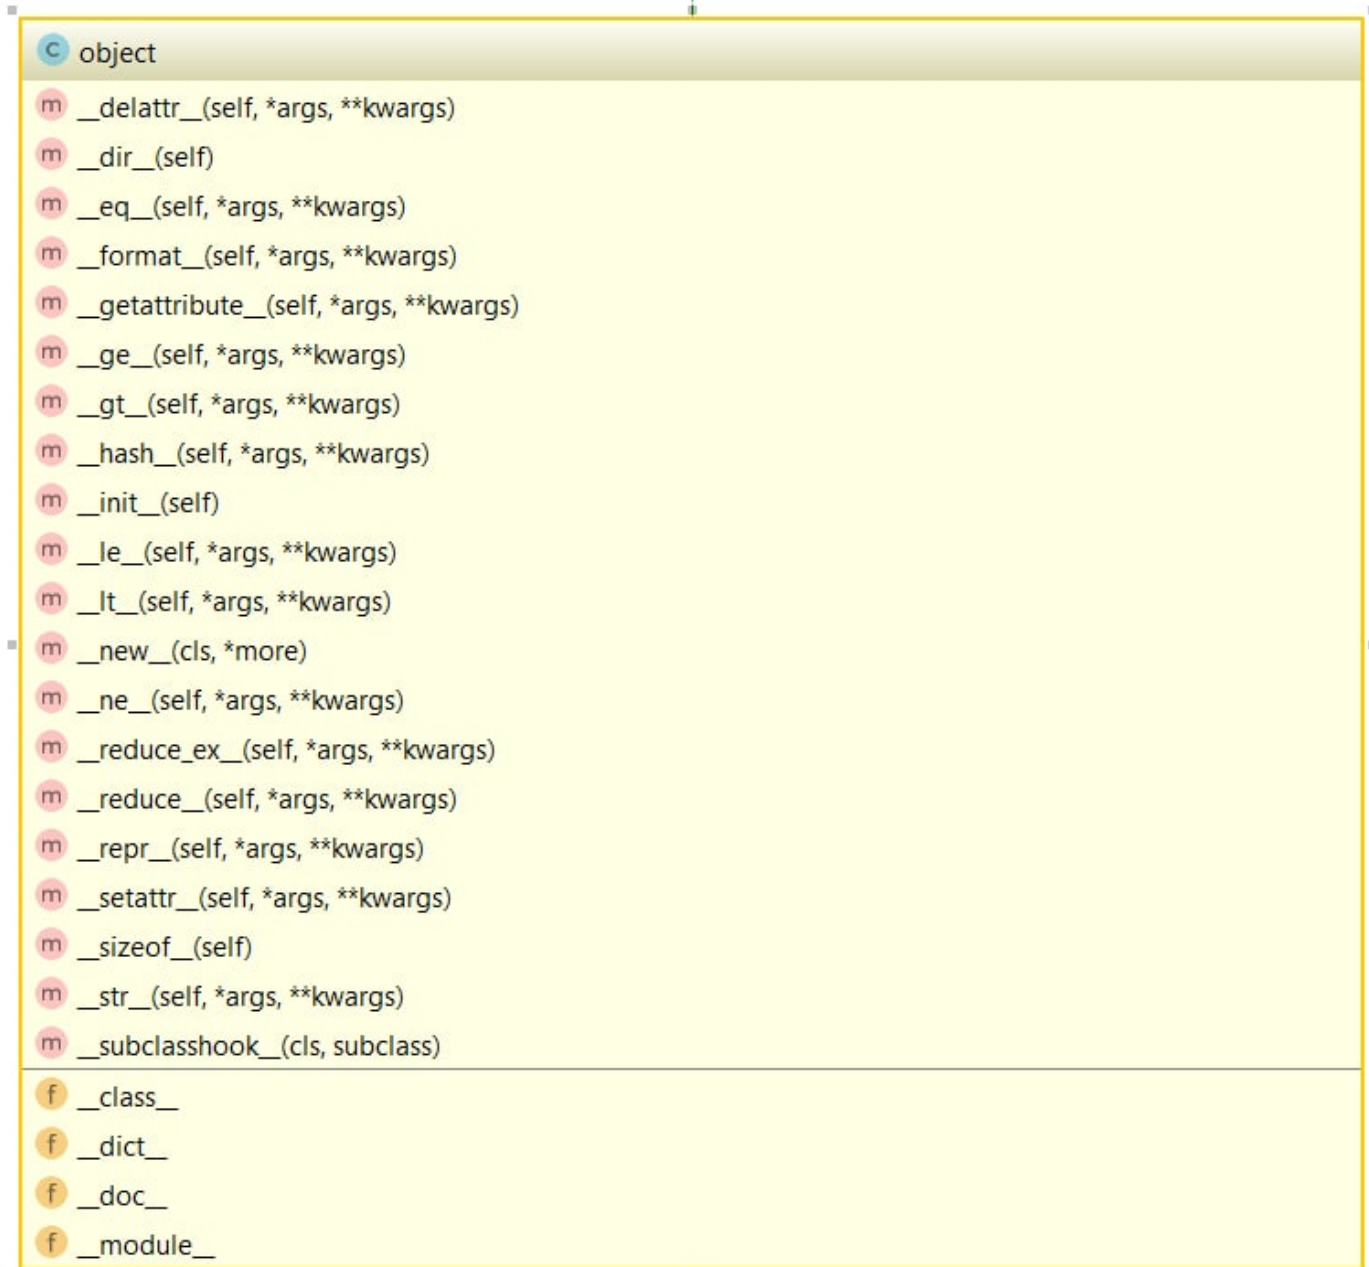 C object
m __delattr__(self, *args, **kwargs)
m __dir__(self)
m __eq__(self, *args, **kwargs)
m __format__(self, *args, **kwargs)
m __getattribute__(self, *args, **kwargs)
m __ge__(self, *args, **kwargs)
m __gt__(self, *args, **kwargs)
m __hash__(self, *args, **kwargs)
m __init__(self)
m __le__(self, *args, **kwargs)
m __lt__(self, *args, **kwargs)
m __new__(cls, *more)
m __ne__(self, *args, **kwargs)
m __reduce_ex__(self, *args, **kwargs)
m __reduce__(self, *args, **kwargs)
m __repr__(self, *args, **kwargs)
m __setattr__(self, *args, **kwargs)
m __sizeof__(self)
m __str__(self, *args, **kwargs)
m __subclasshook__(cls, subclass)
f __class__
f __dict__
f __doc__
f __module__